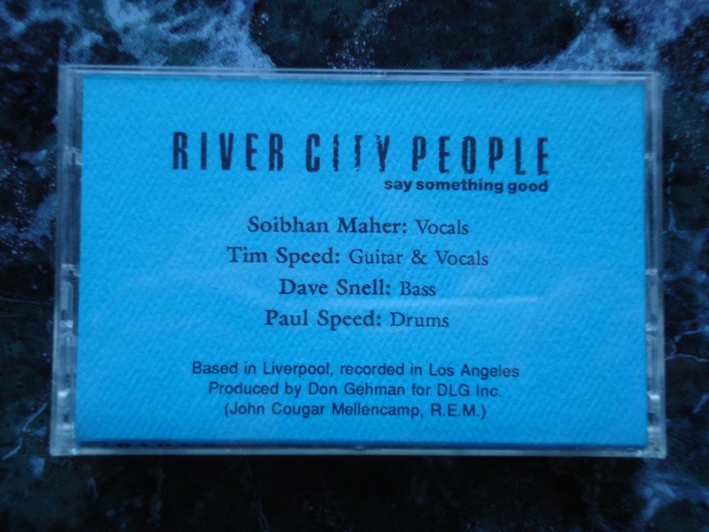 RIVER CITY PEOPLE
say something good
Soibhan Maher: Vocals
Tim Speed: Guitar & Vocals
Dave Snell: Bass
Paul Speed: Drums
Based in Liverpool, recorded in Los Angeles
Produced by Don Gehman for DLG Inc.
(John Cougar Mellencamp, R.E.M.)